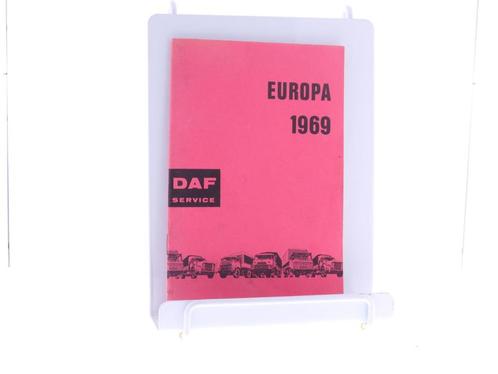 EUROPA
1969
DAF
SERVICE